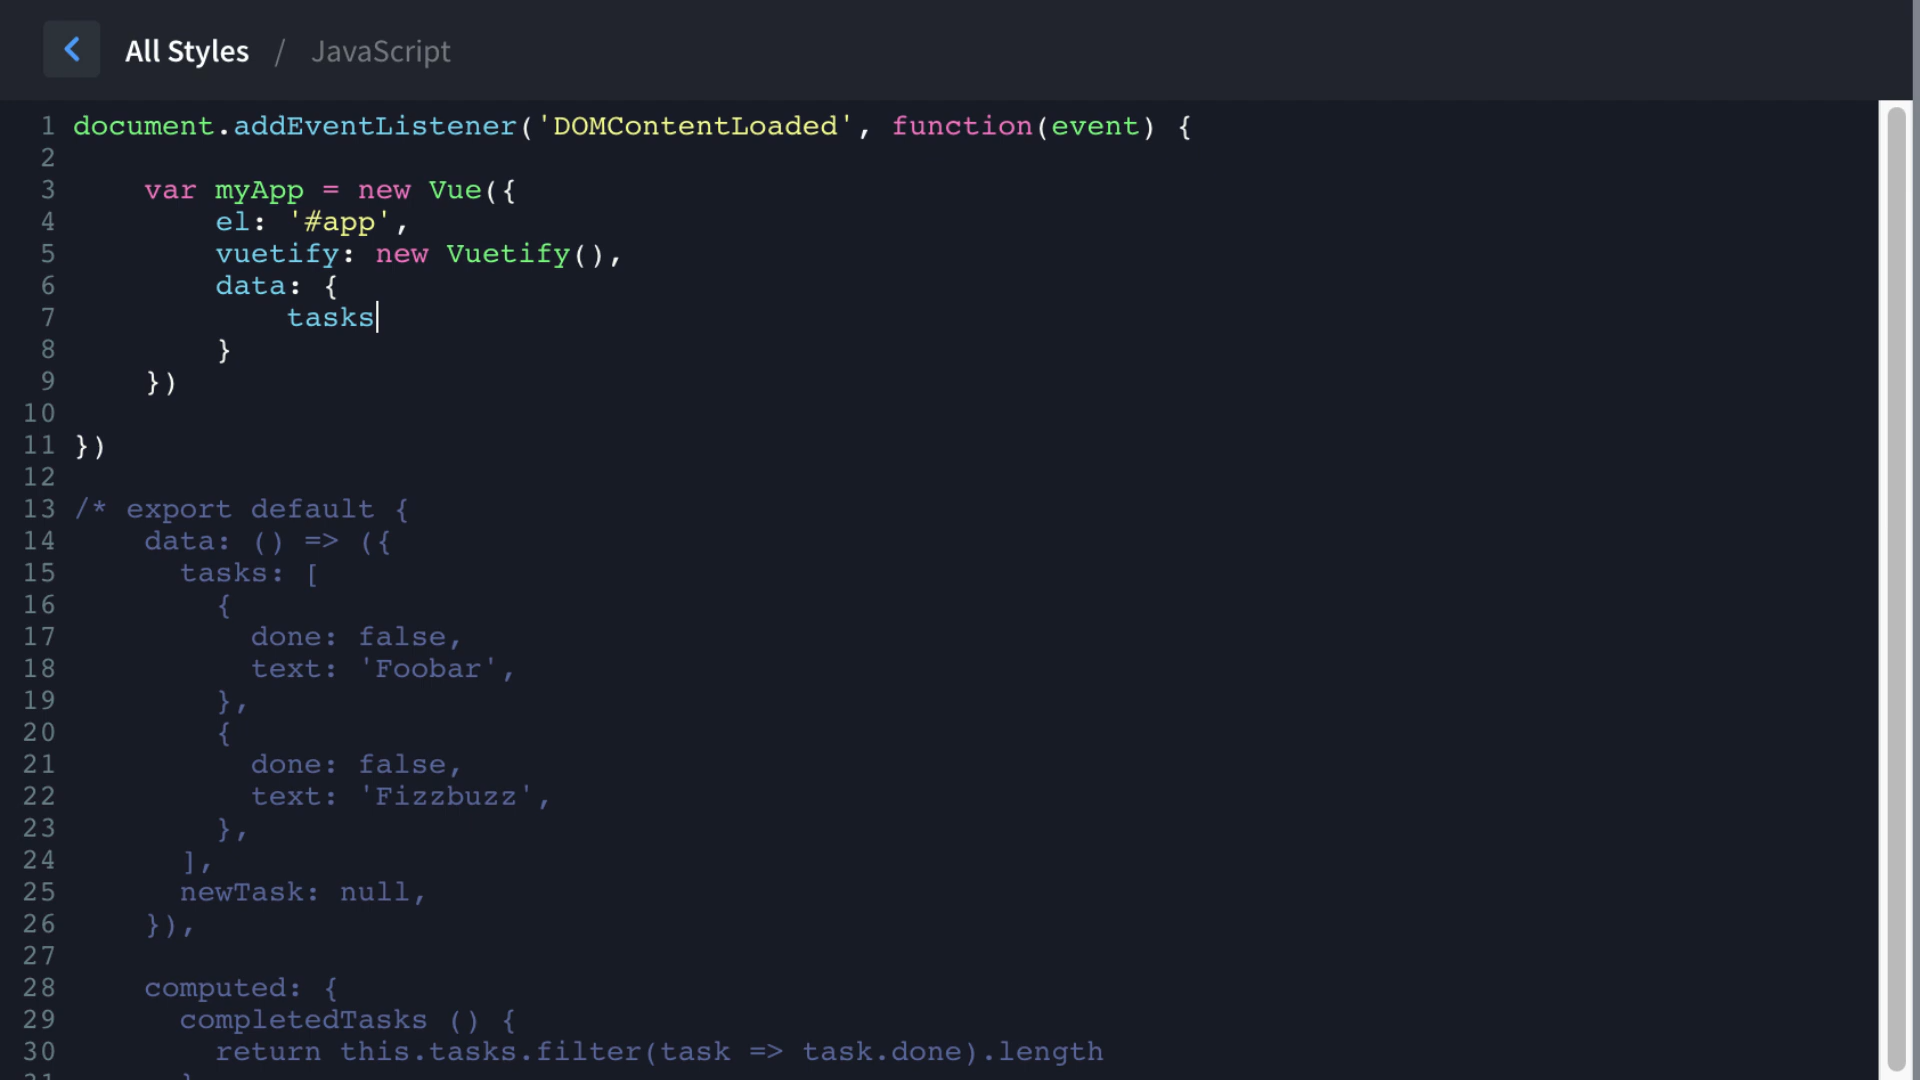 All Styles / JavaScript
1 document.addEventListener('DOMContentLoaded', function(event) {
2
3     var myApp = new Vue({
4         el: '#app',
5         vuetify: new Vuetify(),
6         data: {
7             tasks
8         }
9     })
10
11 })
12
13 /* export default {
14     data: () => ({
15       tasks: [
16         {
17           done: false,
18           text: 'Foobar',
19         },
20         {
21           done: false,
22           text: 'Fizzbuzz',
23         },
24       ],
25       newTask: null,
26     }),
27
28     computed: {
29       completedTasks () {
30         return this.tasks.filter(task => task.done).length
31       }